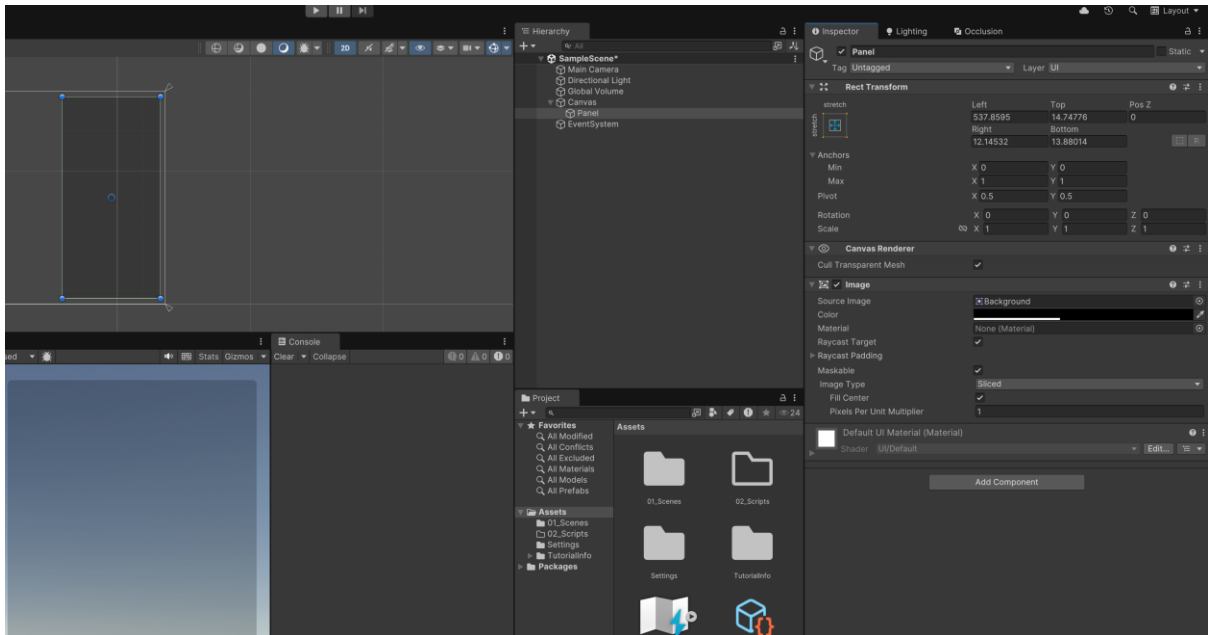 Layout
2D
Hierarchy
All
SampleScene*
Main Camera
Directional Light
Global Volume
Canvas
Panel
EventSystem
Stats Gizmos
Console
Clear Collapse
0 0 0
Project
24
Favorites
All Modified
All Conflicts
All Excluded
All Materials
All Models
All Prefabs
Assets
01_Scenes
02_Scripts
Settings
TutorialInfo
Packages
Assets
01_Scenes 02_Scripts
Settings TutorialInfo
Inspector Lighting Occlusion
Panel Static
Tag Untagged Layer UI
Rect Transform
stretch Left Top Pos Z
stretch 537.8595 14.74776 0
Right Bottom
12.14532 13.88014 R
Anchors
Min X 0 Y 0
Max X 1 Y 1
Pivot X 0.5 Y 0.5
Rotation X 0 Y 0 Z 0
Scale X 1 Y 1 Z 1
Canvas Renderer
Cull Transparent Mesh
Image
Source Image Background
Color
Material None (Material)
Raycast Target
Raycast Padding
Maskable
Image Type Sliced
Fill Center
Pixels Per Unit Multiplier 1
Default UI Material (Material)
Shader UI/Default Edit...
Add Component